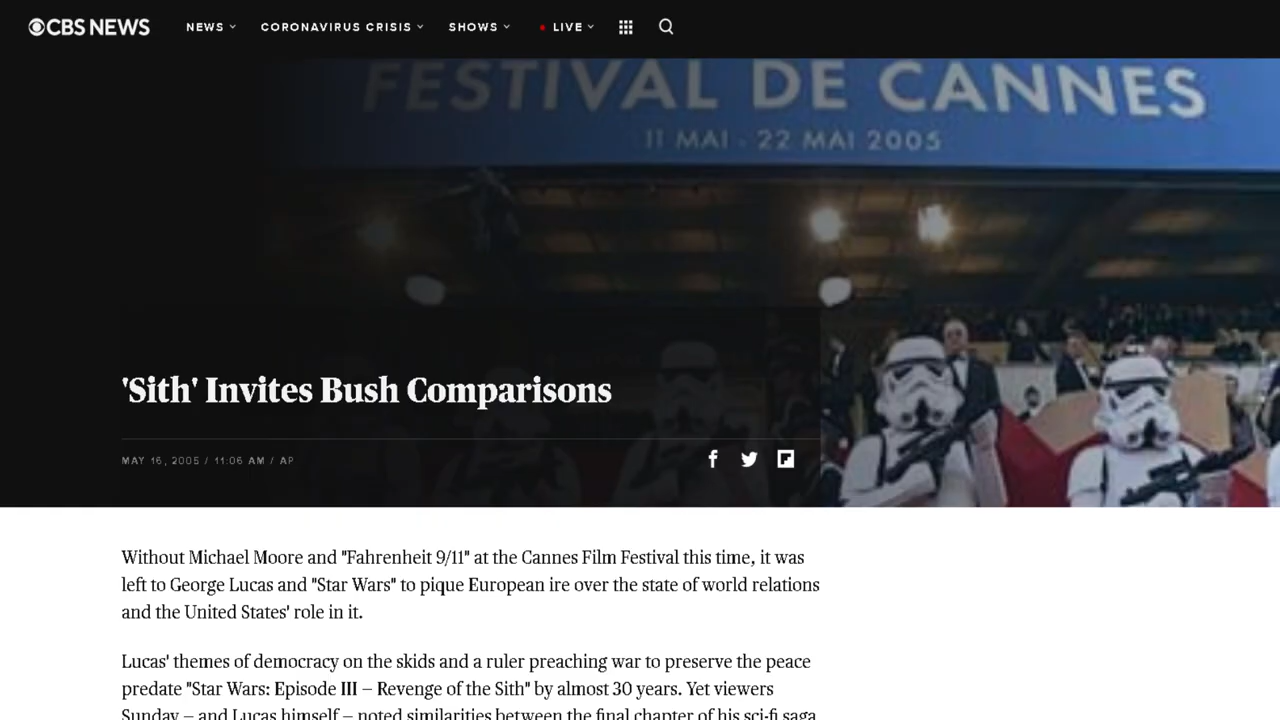 CBS NEWS
NEWS CORONAVIRUS CRISIS SHOWS LIVE
FESTIVAL DE CANNES
11 MAI - 22 MAI 2005
'Sith' Invites Bush Comparisons
MAY 16, 2005 / 11:06 AM / AP
Without Michael Moore and "Fahrenheit 9/11" at the Cannes Film Festival this time, it was
left to George Lucas and "Star Wars" to pique European ire over the state of world relations
and the United States' role in it.
Lucas' themes of democracy on the skids and a ruler preaching war to preserve the peace
predate "Star Wars: Episode III – Revenge of the Sith" by almost 30 years. Yet viewers
Sunday – and Lucas himself – noted similarities between the final chapter of his sci-fi saga